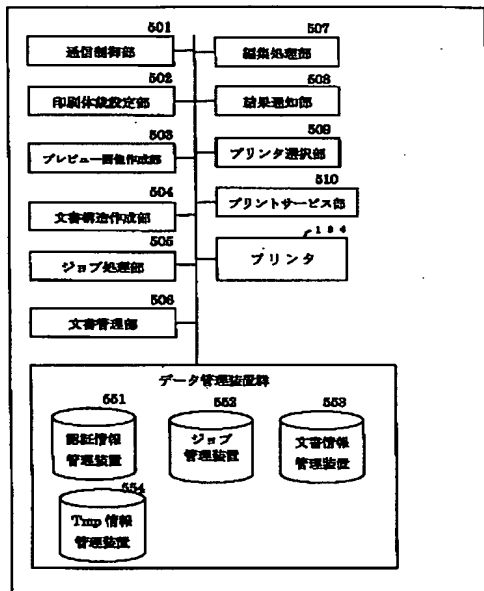 501
通信制御部
502
印刷体裁設定部
503
プレビュー画像作成部
504
文書構造作成部
505
ジョブ処理部
506
文書管理部
507
編集処理部
508
結果通知部
509
プリンタ選択部
510
プリントサービス部
194
プリンタ
データ管理装置群
551
認証情報
管理装置
552
ジョブ
管理装置
553
文書情報
管理装置
554
Tmp 情報
管理装置